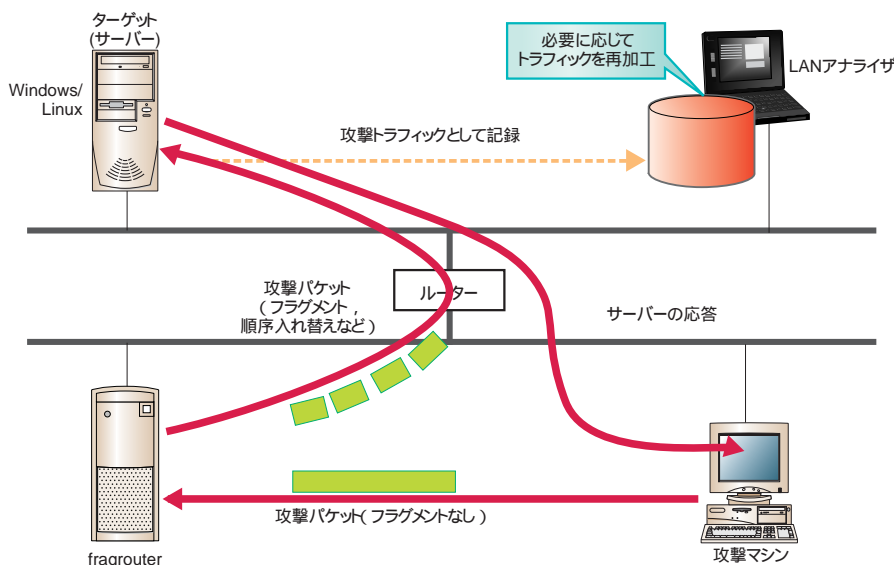 ターゲット
(サーバー)
Windows/
Linux
必要に応じて
トラフィックを再加工
LANアナライザ
攻撃トラフィックとして記録
攻撃パケット
(フラグメント,
順序入れ替えなど)
ルーター
サーバーの応答
攻撃パケット(フラグメントなし)
fragrouter
攻撃マシン